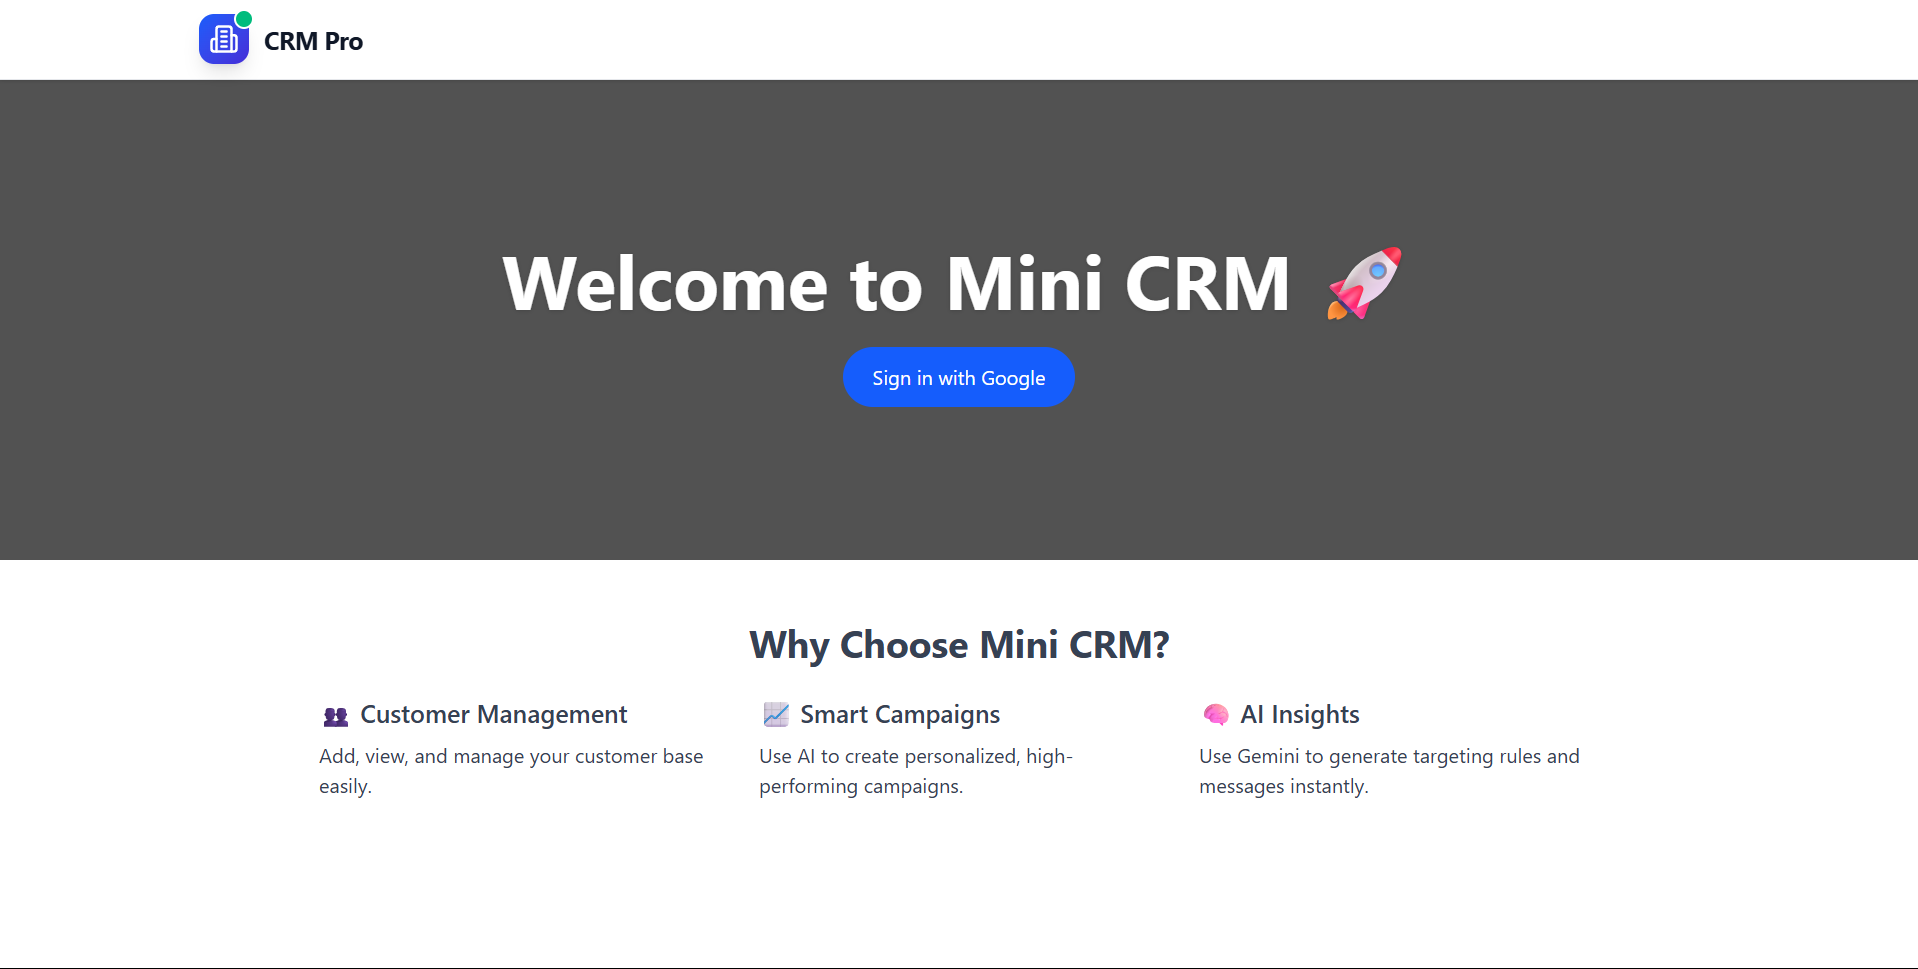 CRM Pro
Welcome to Mini CRM 🚀
Sign in with Google
Why Choose Mini CRM?
👥 Customer Management
Add, view, and manage your customer base
easily.
📈 Smart Campaigns
Use AI to create personalized, high-
performing campaigns.
🧠 AI Insights
Use Gemini to generate targeting rules and
messages instantly.